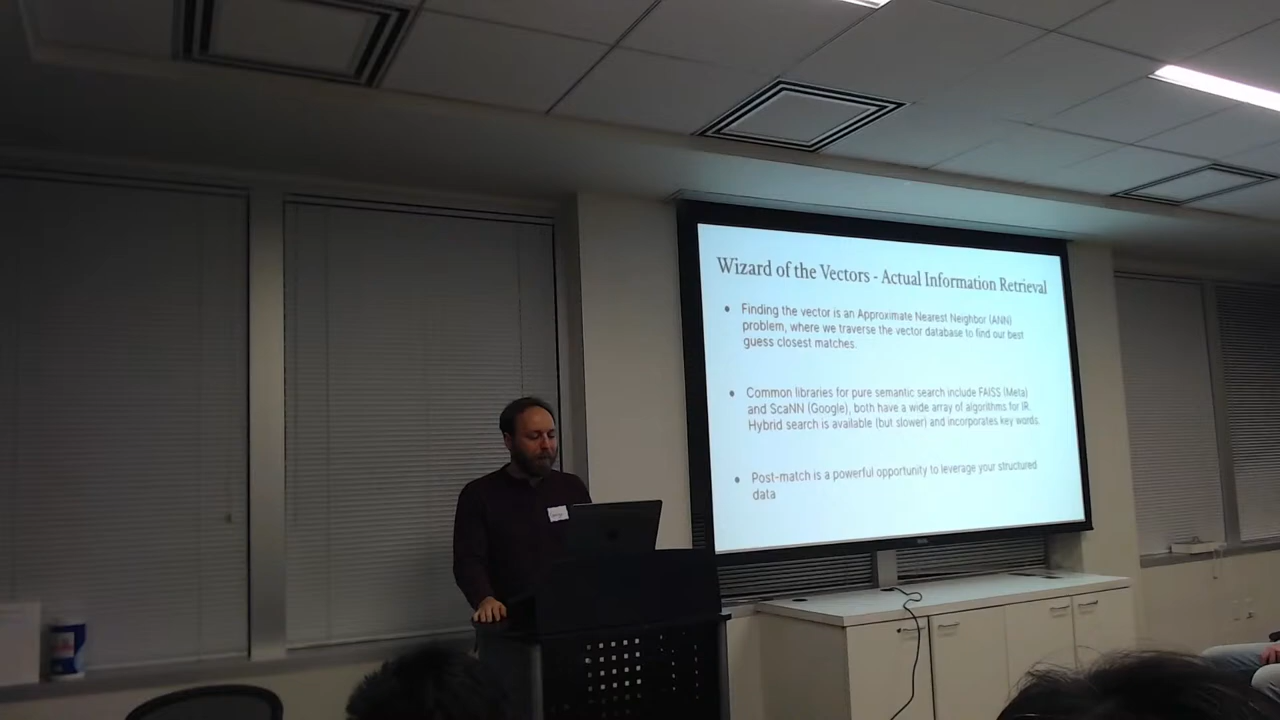 Wizard of the Vectors - Actual Information Retrieval
Finding the vector is an Approximate Nearest Neighbor (ANN)
problem, where we traverse the vector database to find our best
guess closest matches.
Common libraries for pure semantic search include FAISS (Meta)
and ScaNN (Google), both have a wide array of algorithms for IR.
Hybrid search is available (but slower) and incorporates key words.
Post-match is a powerful opportunity to leverage your structured
data